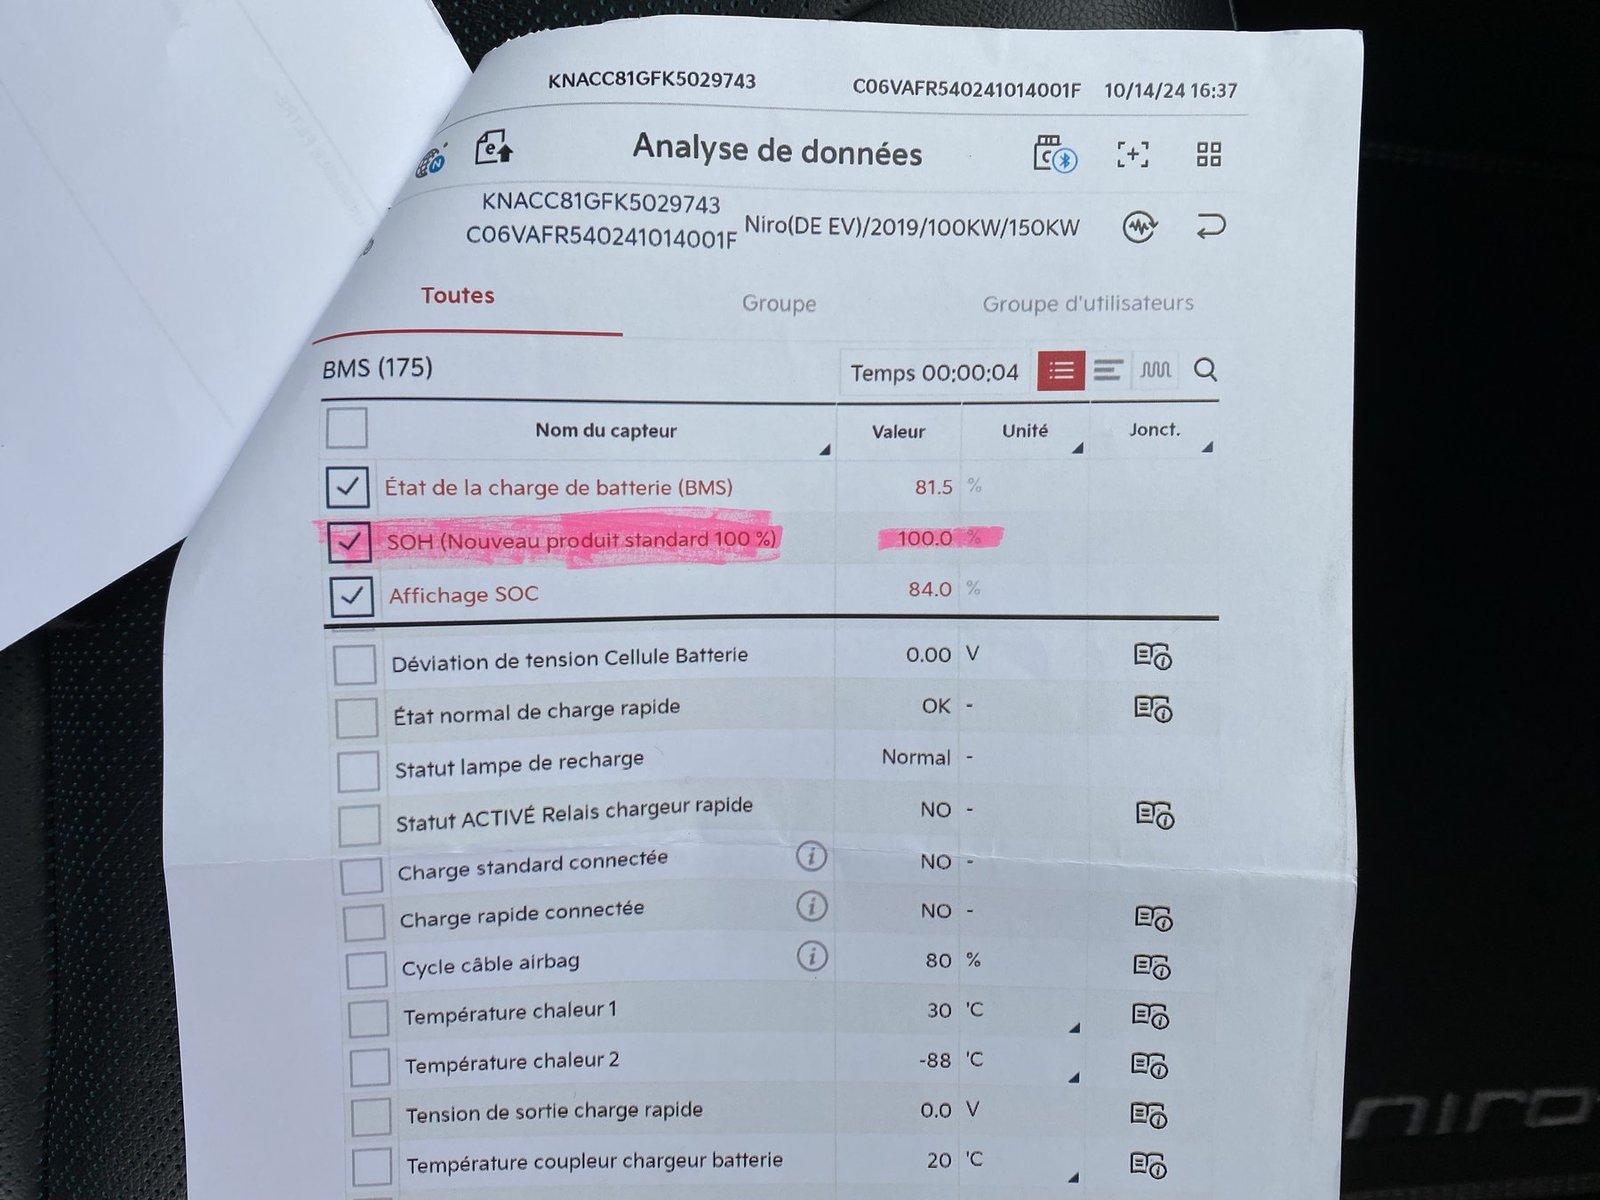 KNACC81GFK5029743 C06VAFR540241014001F 10/14/24 16:37
Analyse de données
KNACC81GFK5029743
C06VAFR540241014001F Niro(DE EV)/2019/100KW/150KW
Toutes Groupe Groupe d'utilisateurs
BMS (175) Temps 00;00;04
Nom du capteur Valeur Unité Jonct.
État de la charge de batterie (BMS) 81.5 %
SOH (Nouveau produit standard 100 %) 100.0 %
Affichage SOC 84.0 %
Déviation de tension Cellule Batterie 0.00 V
État normal de charge rapide OK -
Statut lampe de recharge Normal -
Statut ACTIVÉ Relais chargeur rapide NO -
Charge standard connectée NO -
Charge rapide connectée NO -
Cycle câble airbag 80 %
Température chaleur 1 30 'C
Température chaleur 2 -88 'C
Tension de sortie charge rapide 0.0 V
Température coupleur chargeur batterie 20 'C
niro